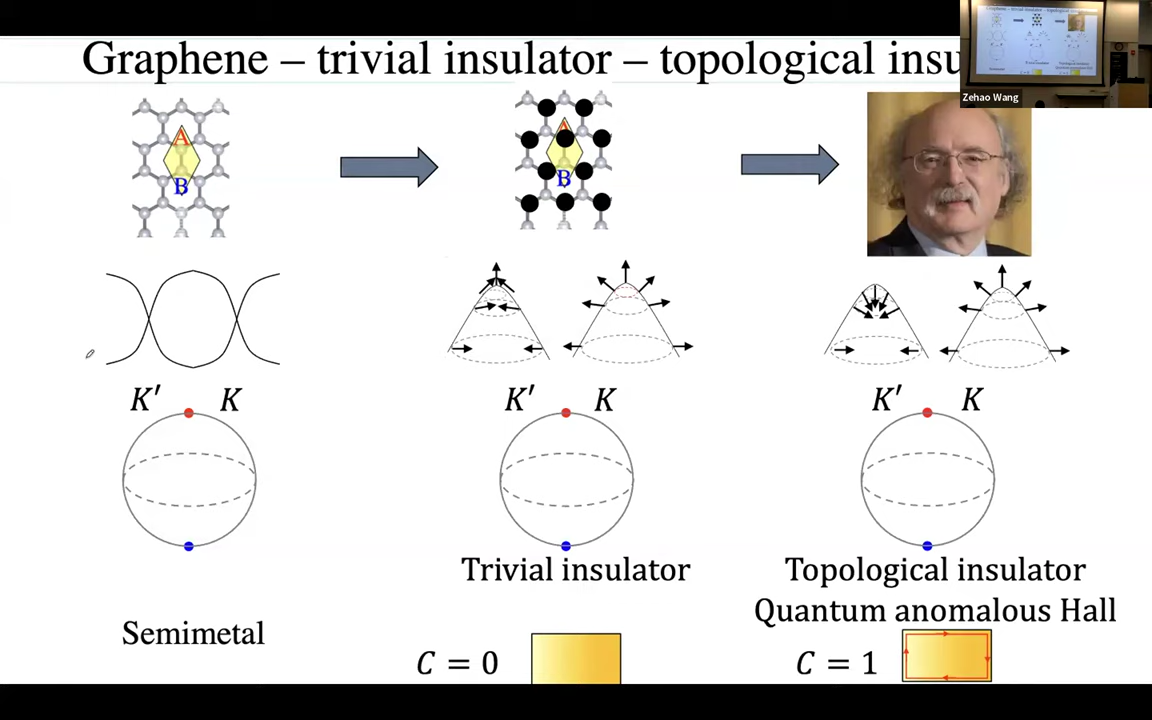 Graphene – trivial insulator – topological insu
Zehao Wang
A
B
B
K′ K
K′ K
K′ K
Trivial insulator
Topological insulator
Quantum anomalous Hall
Semimetal
C = 0
C = 1